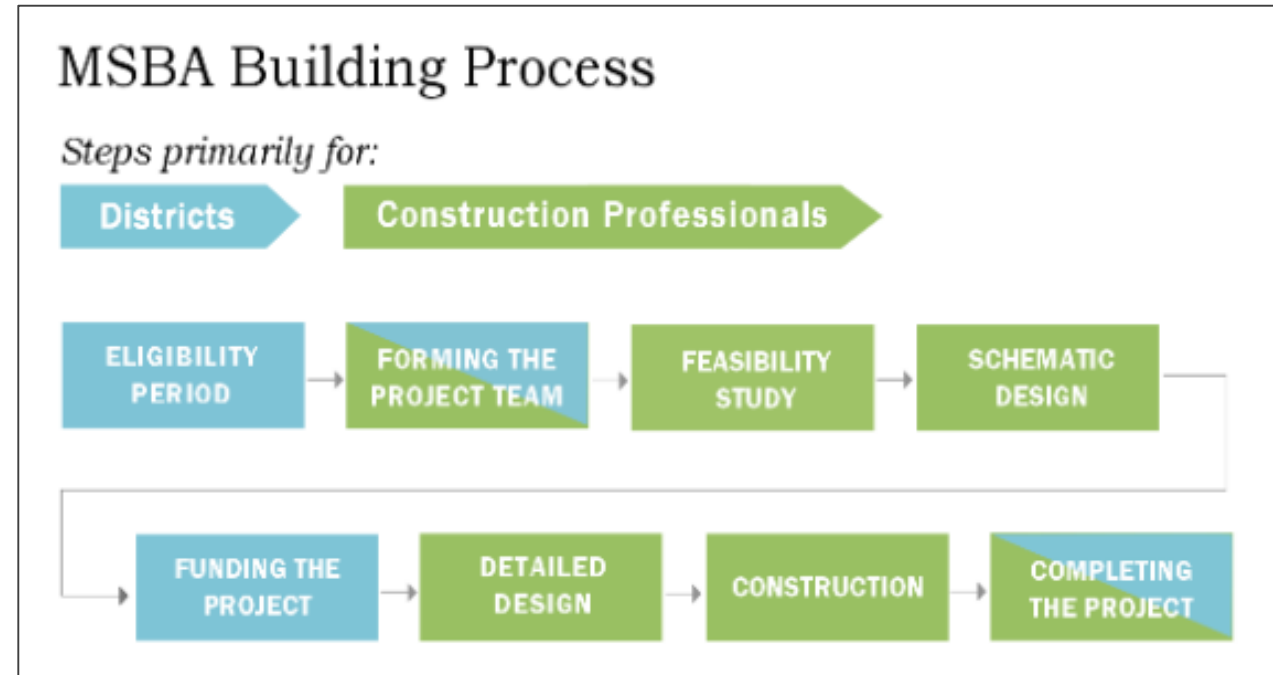 MSBA Building Process
Steps primarily for:
Districts
Construction Professionals
ELIGIBILITY
PERIOD
FORMING THE
PROJECT TEAM
FEASIBILITY
STUDY
SCHEMATIC
DESIGN
FUNDING THE
PROJECT
DETAILED
DESIGN
CONSTRUCTION
COMPLETING
THE PROJECT